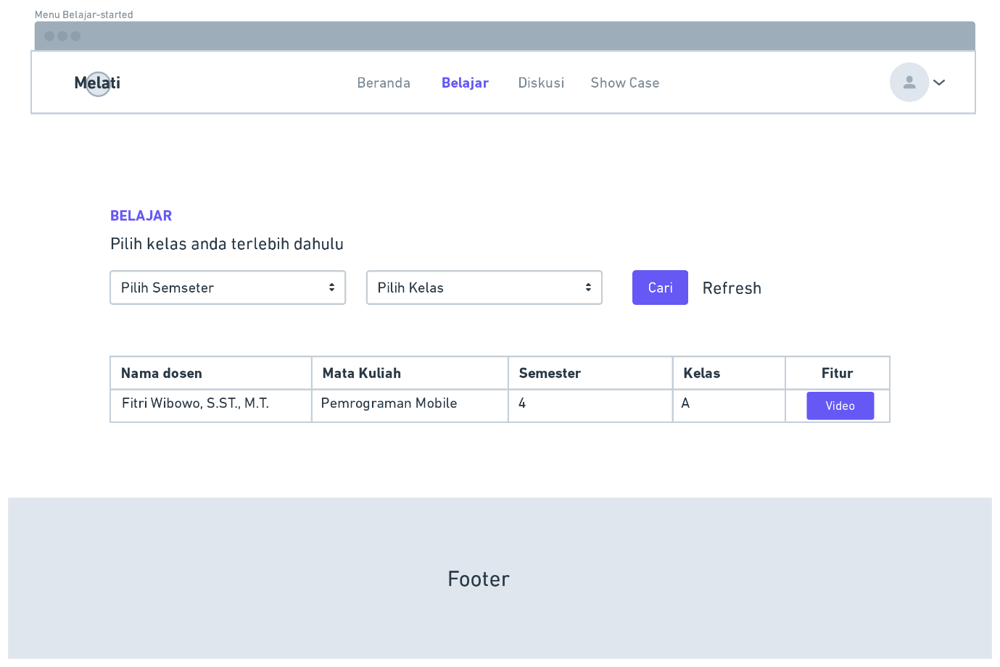 Menu Belajar-started
Melati Beranda Belajar Diskusi Show Case
BELAJAR
Pilih kelas anda terlebih dahulu
Pilih Semseter Pilih Kelas Cari Refresh
Nama dosen Mata Kuliah Semester Kelas Fitur
Fitri Wibowo, S.ST., M.T. Pemrograman Mobile 4 A Video
Footer